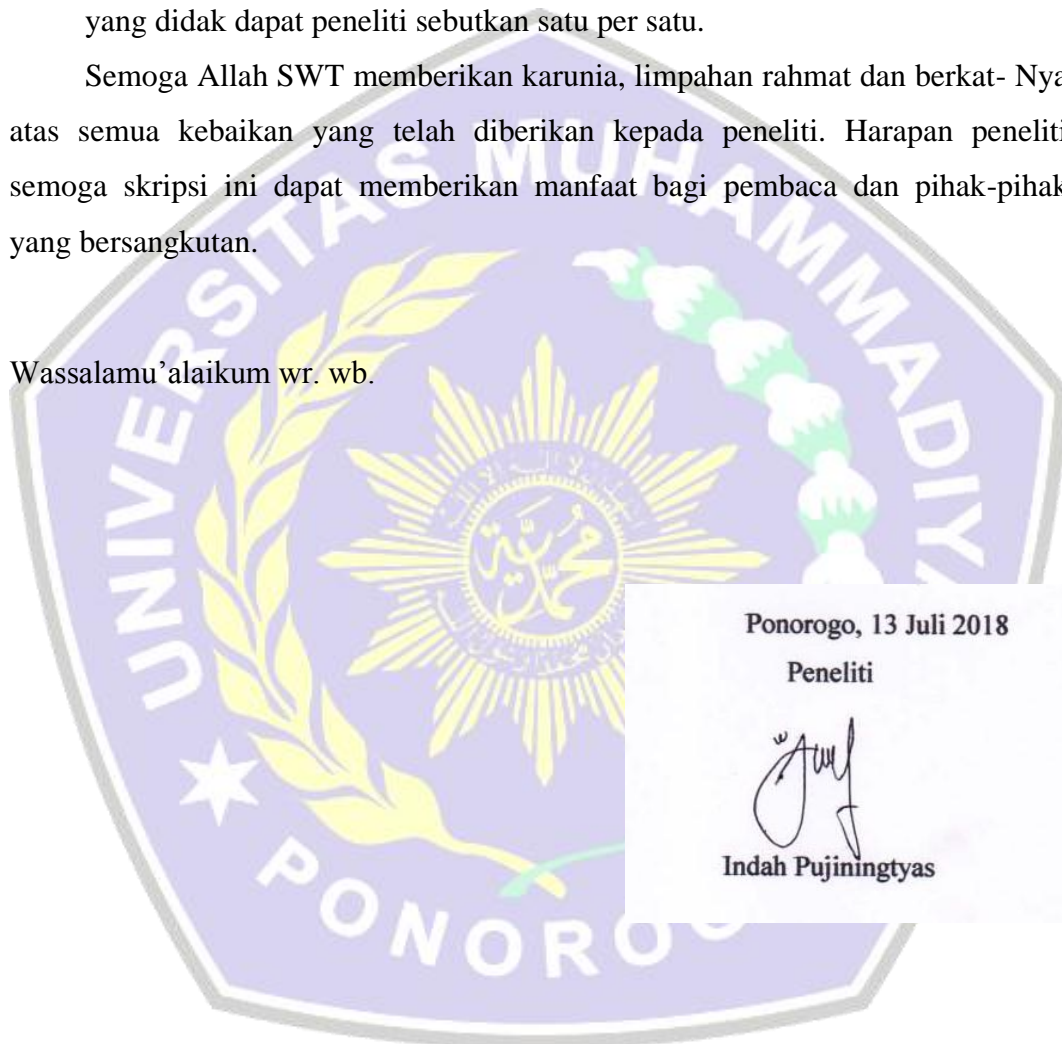 yang didak dapat peneliti sebutkan satu per satu.
Semoga Allah SWT memberikan karunia, limpahan rahmat dan berkat- Nya
atas semua kebaikan yang telah diberikan kepada peneliti. Harapan peneliti
semoga skripsi ini dapat memberikan manfaat bagi pembaca dan pihak-pihak
yang bersangkutan.
Wassalamu’alaikum wr. wb.
UNIVERSITAS MUHAMMADIYA
محمدية
PONOROGO
Ponorogo, 13 Juli 2018
Peneliti
Indah Pujiningtyas